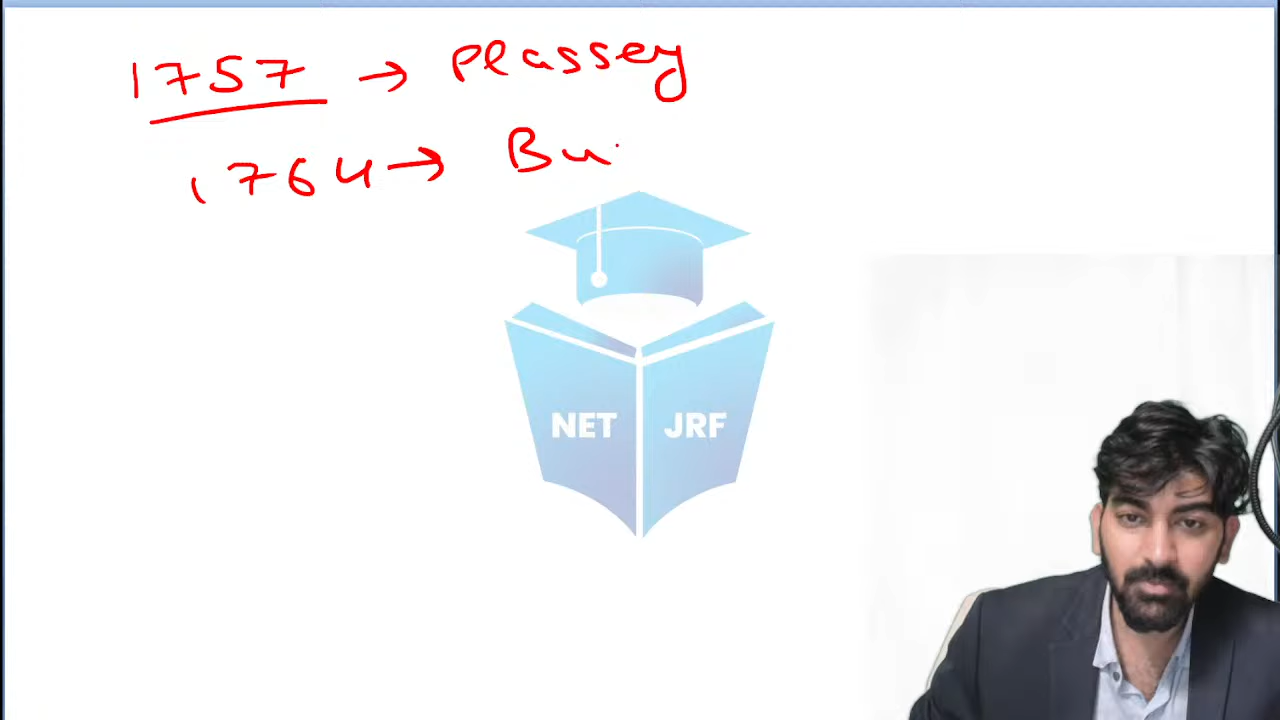 1757 → Plassey
1764 → Bu
NET JRF